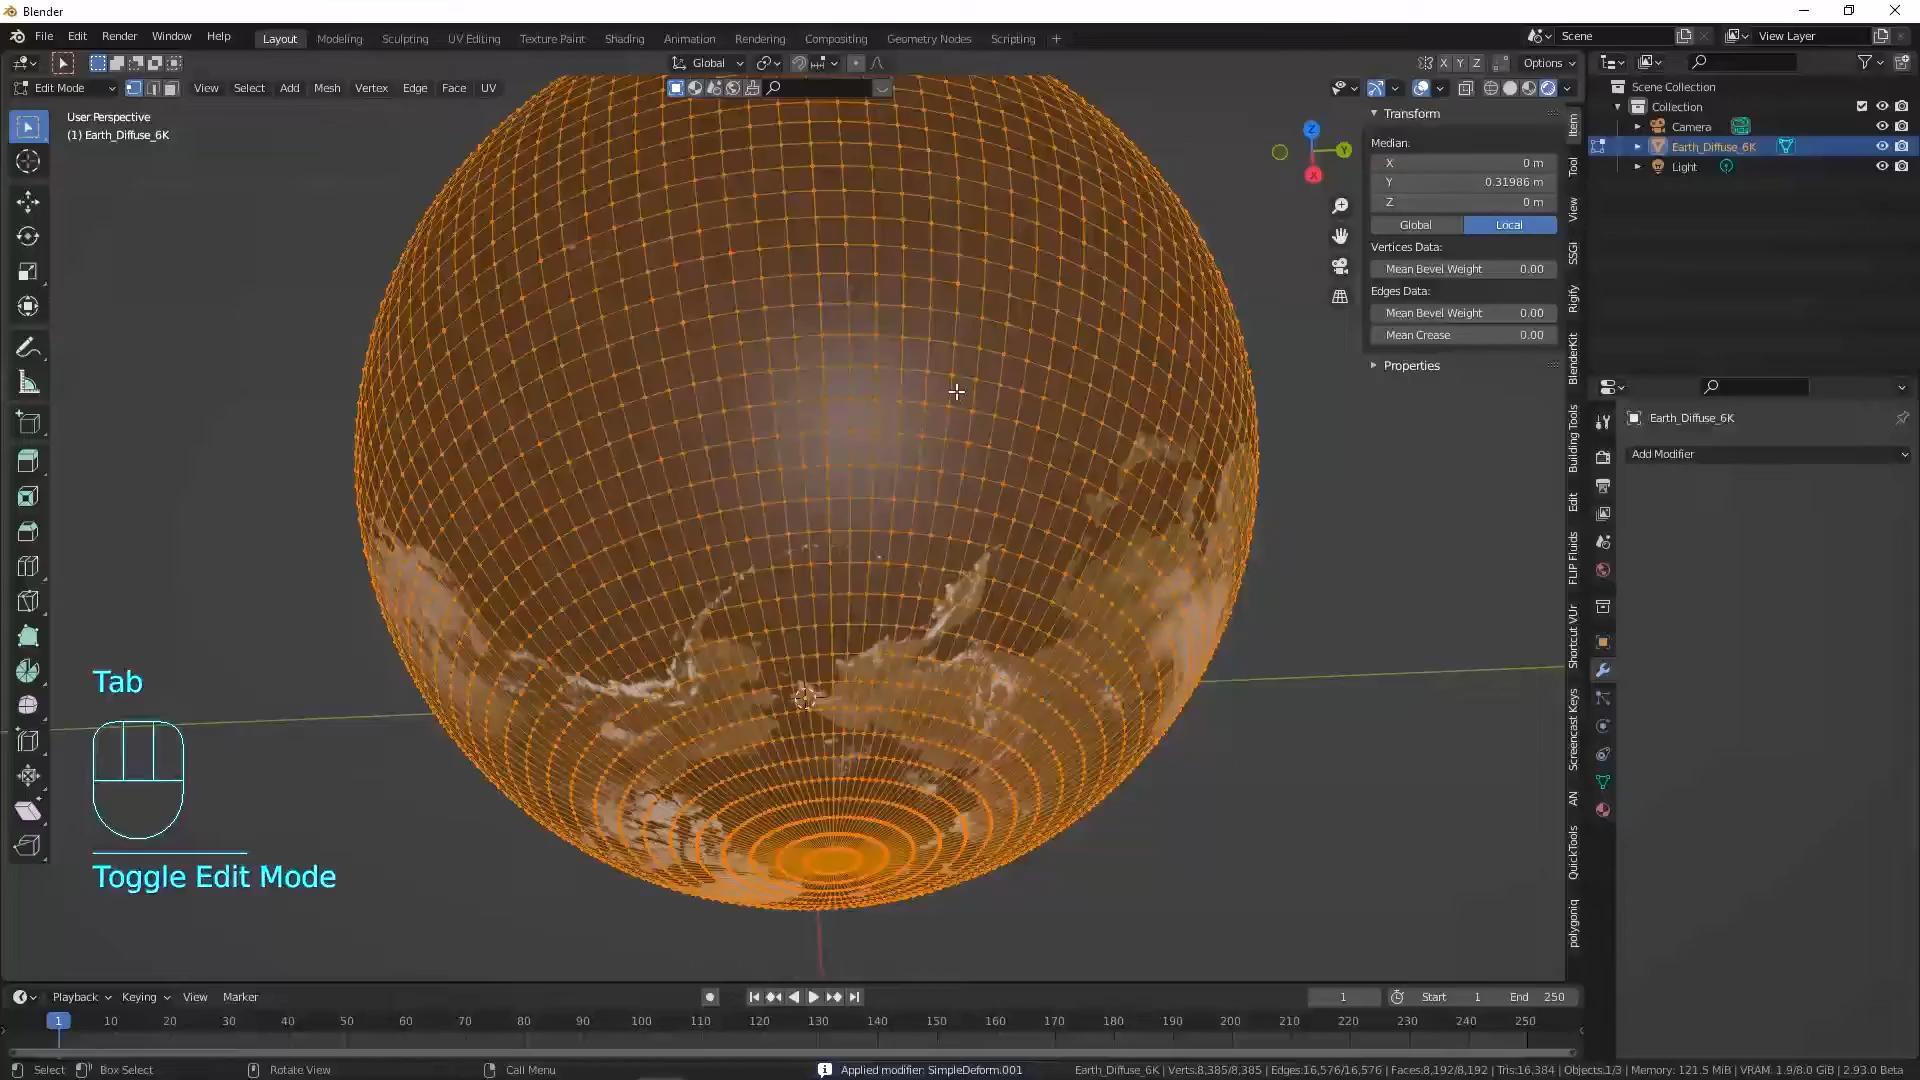 Blender
File Edit Render Window Help
Layout Modeling Sculpting UV Editing Texture Paint Shading Animation Rendering Compositing Geometry Nodes Scripting +
Scene
View Layer
Global
X Y Z
Options
Edit Mode
View Select Add Mesh Vertex Edge Face UV
User Perspective
(1) Earth_Diffuse_6K
Z
Y
X
Transform
Median:
X 0 m
Y 0.31986 m
Z 0 m
Global Local
Vertices Data:
Mean Bevel Weight 0.00
Edges Data:
Mean Bevel Weight 0.00
Mean Crease 0.00
Properties
Item
Tool
View
SSGI
Rigify
BlenderKit
Building Tools
Edit
FLIP Fluids
Shortcut VUr
Screencast Keys
AN
QuickTools
polygoniq
Scene Collection
Collection
Camera
Earth_Diffuse_6K
Light
Earth_Diffuse_6K
Add Modifier
Tab
Toggle Edit Mode
Playback Keying View Marker
1
Start 1
End 250
1 10 20 30 40 50 60 70 80 90 100 110 120 130 140 150 160 170 180 190 200 210 220 230 240 250
Select
Box Select
Rotate View
Call Menu
Applied modifier: SimpleDeform.001
Earth_Diffuse_6K | Verts:8,385/8,385 | Edges:16,576/16,576 | Faces:8,192/8,192 | Tris:16,384 | Objects:1/3 | Memory: 121.5 MiB | VRAM: 1.9/8.0 GiB | 2.93.0 Beta